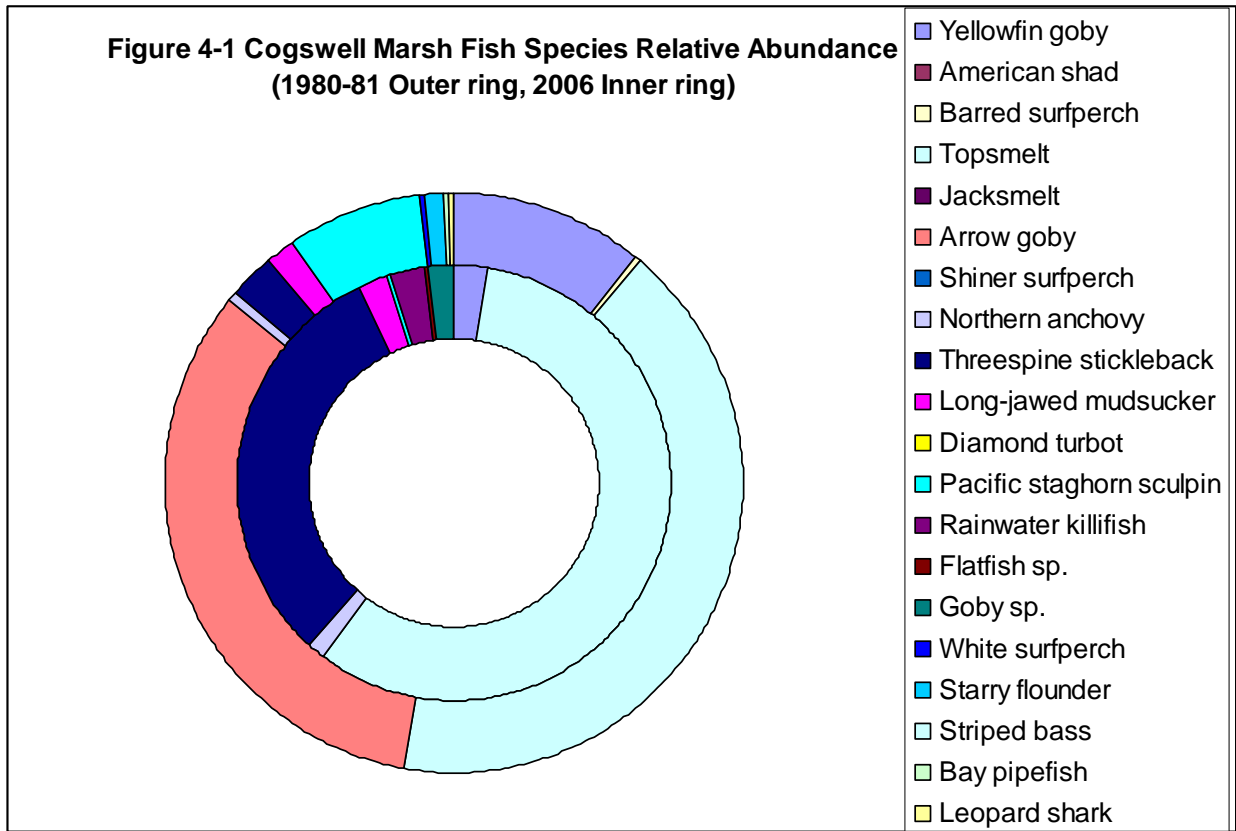 Figure 4-1 Cogswell Marsh Fish Species Relative Abundance
(1980-81 Outer ring, 2006 Inner ring)
Yellowfin goby
American shad
Barred surfperch
Topsmelt
Jacksmelt
Arrow goby
Shiner surfperch
Northern anchovy
Threespine stickleback
Long-jawed mudsucker
Diamond turbot
Pacific staghorn sculpin
Rainwater killifish
Flatfish sp.
Goby sp.
White surfperch
Starry flounder
Striped bass
Bay pipefish
Leopard shark